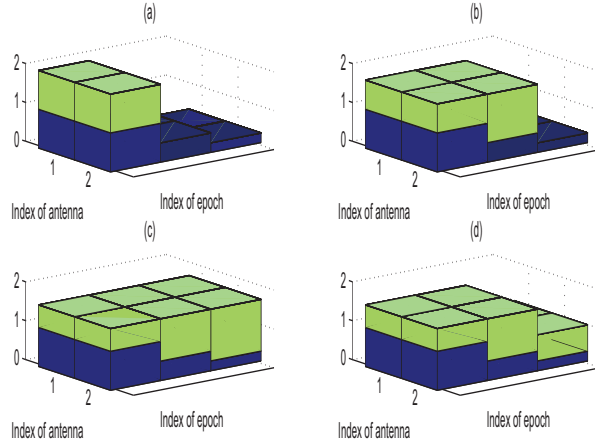 (a)
2
1
0
1
2
Index of antenna
Index of epoch
(b)
2
1
0
1
2
Index of antenna
Index of epoch
(c)
2
1
0
1
2
Index of antenna
Index of epoch
(d)
2
1
0
1
2
Index of antenna
Index of epoch